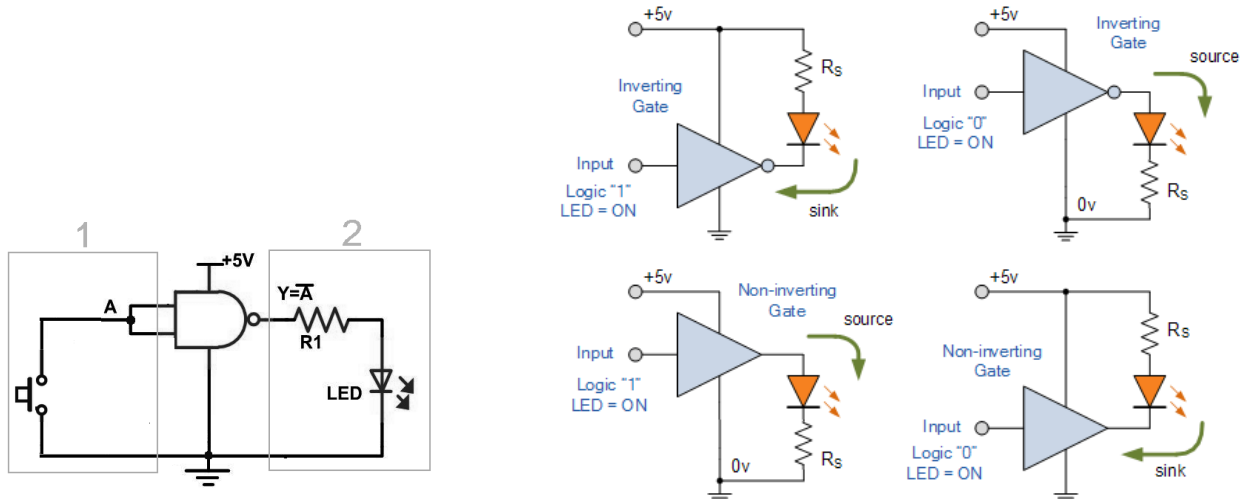 1
2
+5V
A
Y=A̅
R1
LED
+5v
Rs
Inverting
Gate
Input
Logic "1"
LED = ON
sink
+5v
Inverting
Gate
source
Input
Logic "0"
LED = ON
Rs
0v
+5v
Non-inverting
Gate
source
Input
Logic "1"
LED = ON
Rs
0v
+5v
Rs
Non-inverting
Gate
Input
Logic "0"
LED = ON
sink